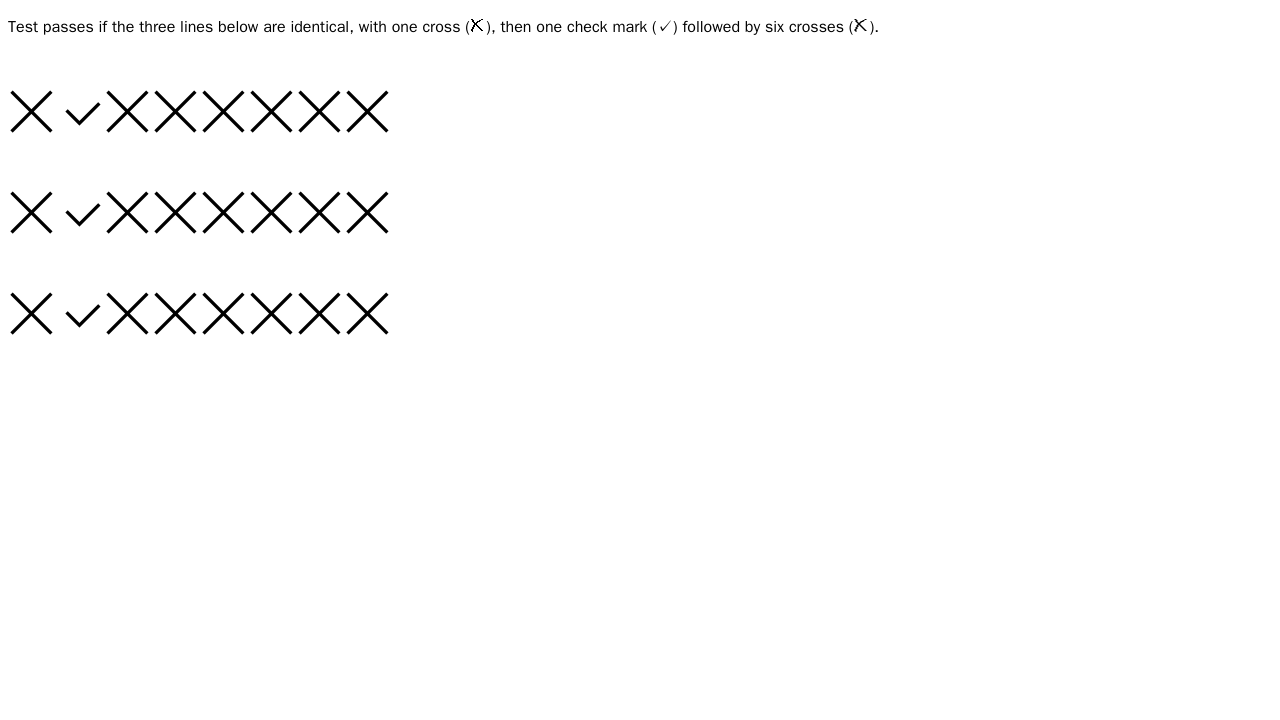 Test passes if the three lines below are identical, with one cross (✗), then one check mark (✓) followed by six crosses (✗).
✗✓✗✗✗✗✗✗
✗✓✗✗✗✗✗✗
✗✓✗✗✗✗✗✗